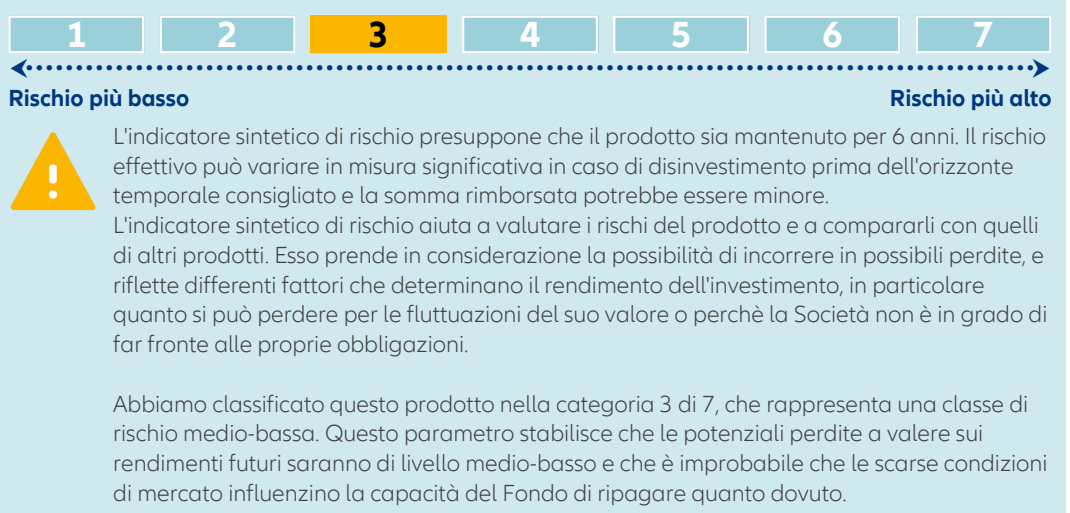 1 2 3 4 5 6 7
Rischio più basso Rischio più alto
L'indicatore sintetico di rischio presuppone che il prodotto sia mantenuto per 6 anni. Il rischio
effettivo può variare in misura significativa in caso di disinvestimento prima dell'orizzonte
temporale consigliato e la somma rimborsata potrebbe essere minore.
L'indicatore sintetico di rischio aiuta a valutare i rischi del prodotto e a compararli con quelli
di altri prodotti. Esso prende in considerazione la possibilità di incorrere in possibili perdite, e
riflette differenti fattori che determinano il rendimento dell'investimento, in particolare
quanto si può perdere per le fluttuazioni del suo valore o perchè la Società non è in grado di
far fronte alle proprie obbligazioni.
Abbiamo classificato questo prodotto nella categoria 3 di 7, che rappresenta una classe di
rischio medio-bassa. Questo parametro stabilisce che le potenziali perdite a valere sui
rendimenti futuri saranno di livello medio-basso e che è improbabile che le scarse condizioni
di mercato influenzino la capacità del Fondo di ripagare quanto dovuto.